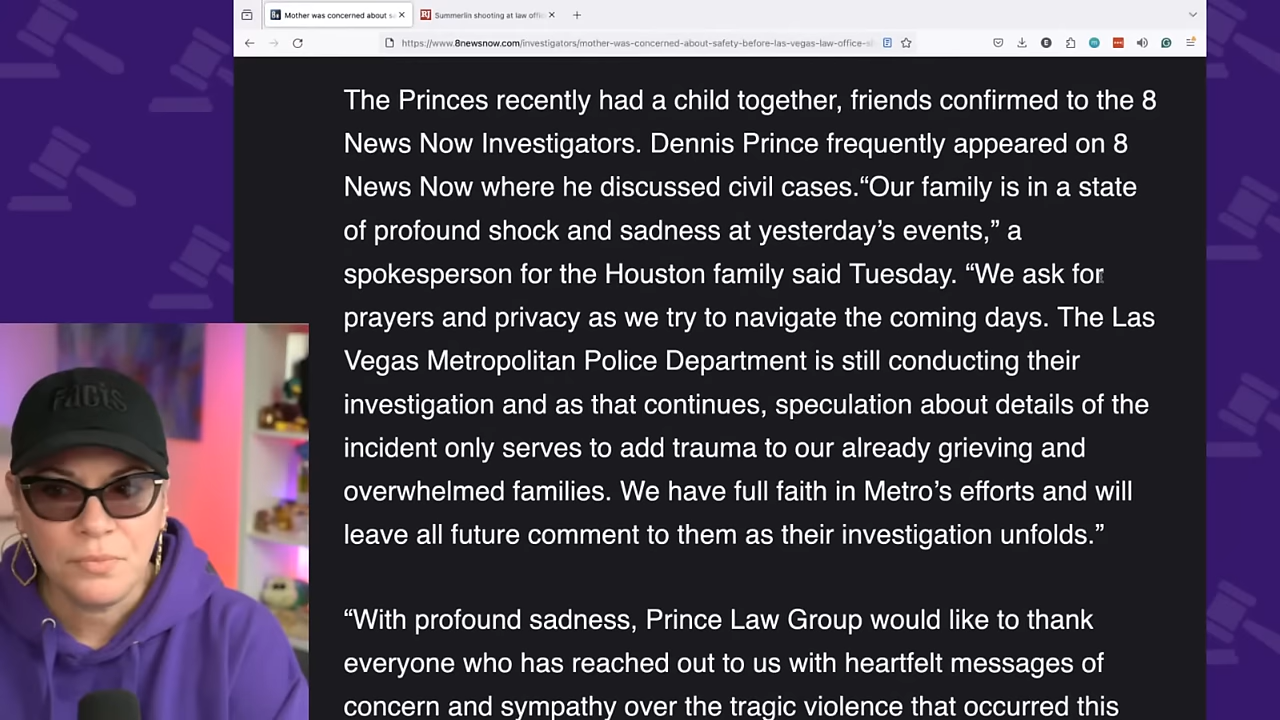 Mother was concerned about s
Summerlin shooting at law offi
https://www.8newsnow.com/investigators/mother-was-concerned-about-safety-before-las-vegas-law-office-s
The Princes recently had a child together, friends confirmed to the 8
News Now Investigators. Dennis Prince frequently appeared on 8
News Now where he discussed civil cases.“Our family is in a state
of profound shock and sadness at yesterday’s events,” a
spokesperson for the Houston family said Tuesday. “We ask for
prayers and privacy as we try to navigate the coming days. The Las
Vegas Metropolitan Police Department is still conducting their
investigation and as that continues, speculation about details of the
incident only serves to add trauma to our already grieving and
overwhelmed families. We have full faith in Metro’s efforts and will
leave all future comment to them as their investigation unfolds.”
“With profound sadness, Prince Law Group would like to thank
everyone who has reached out to us with heartfelt messages of
concern and sympathy over the tragic violence that occurred this
FACTS